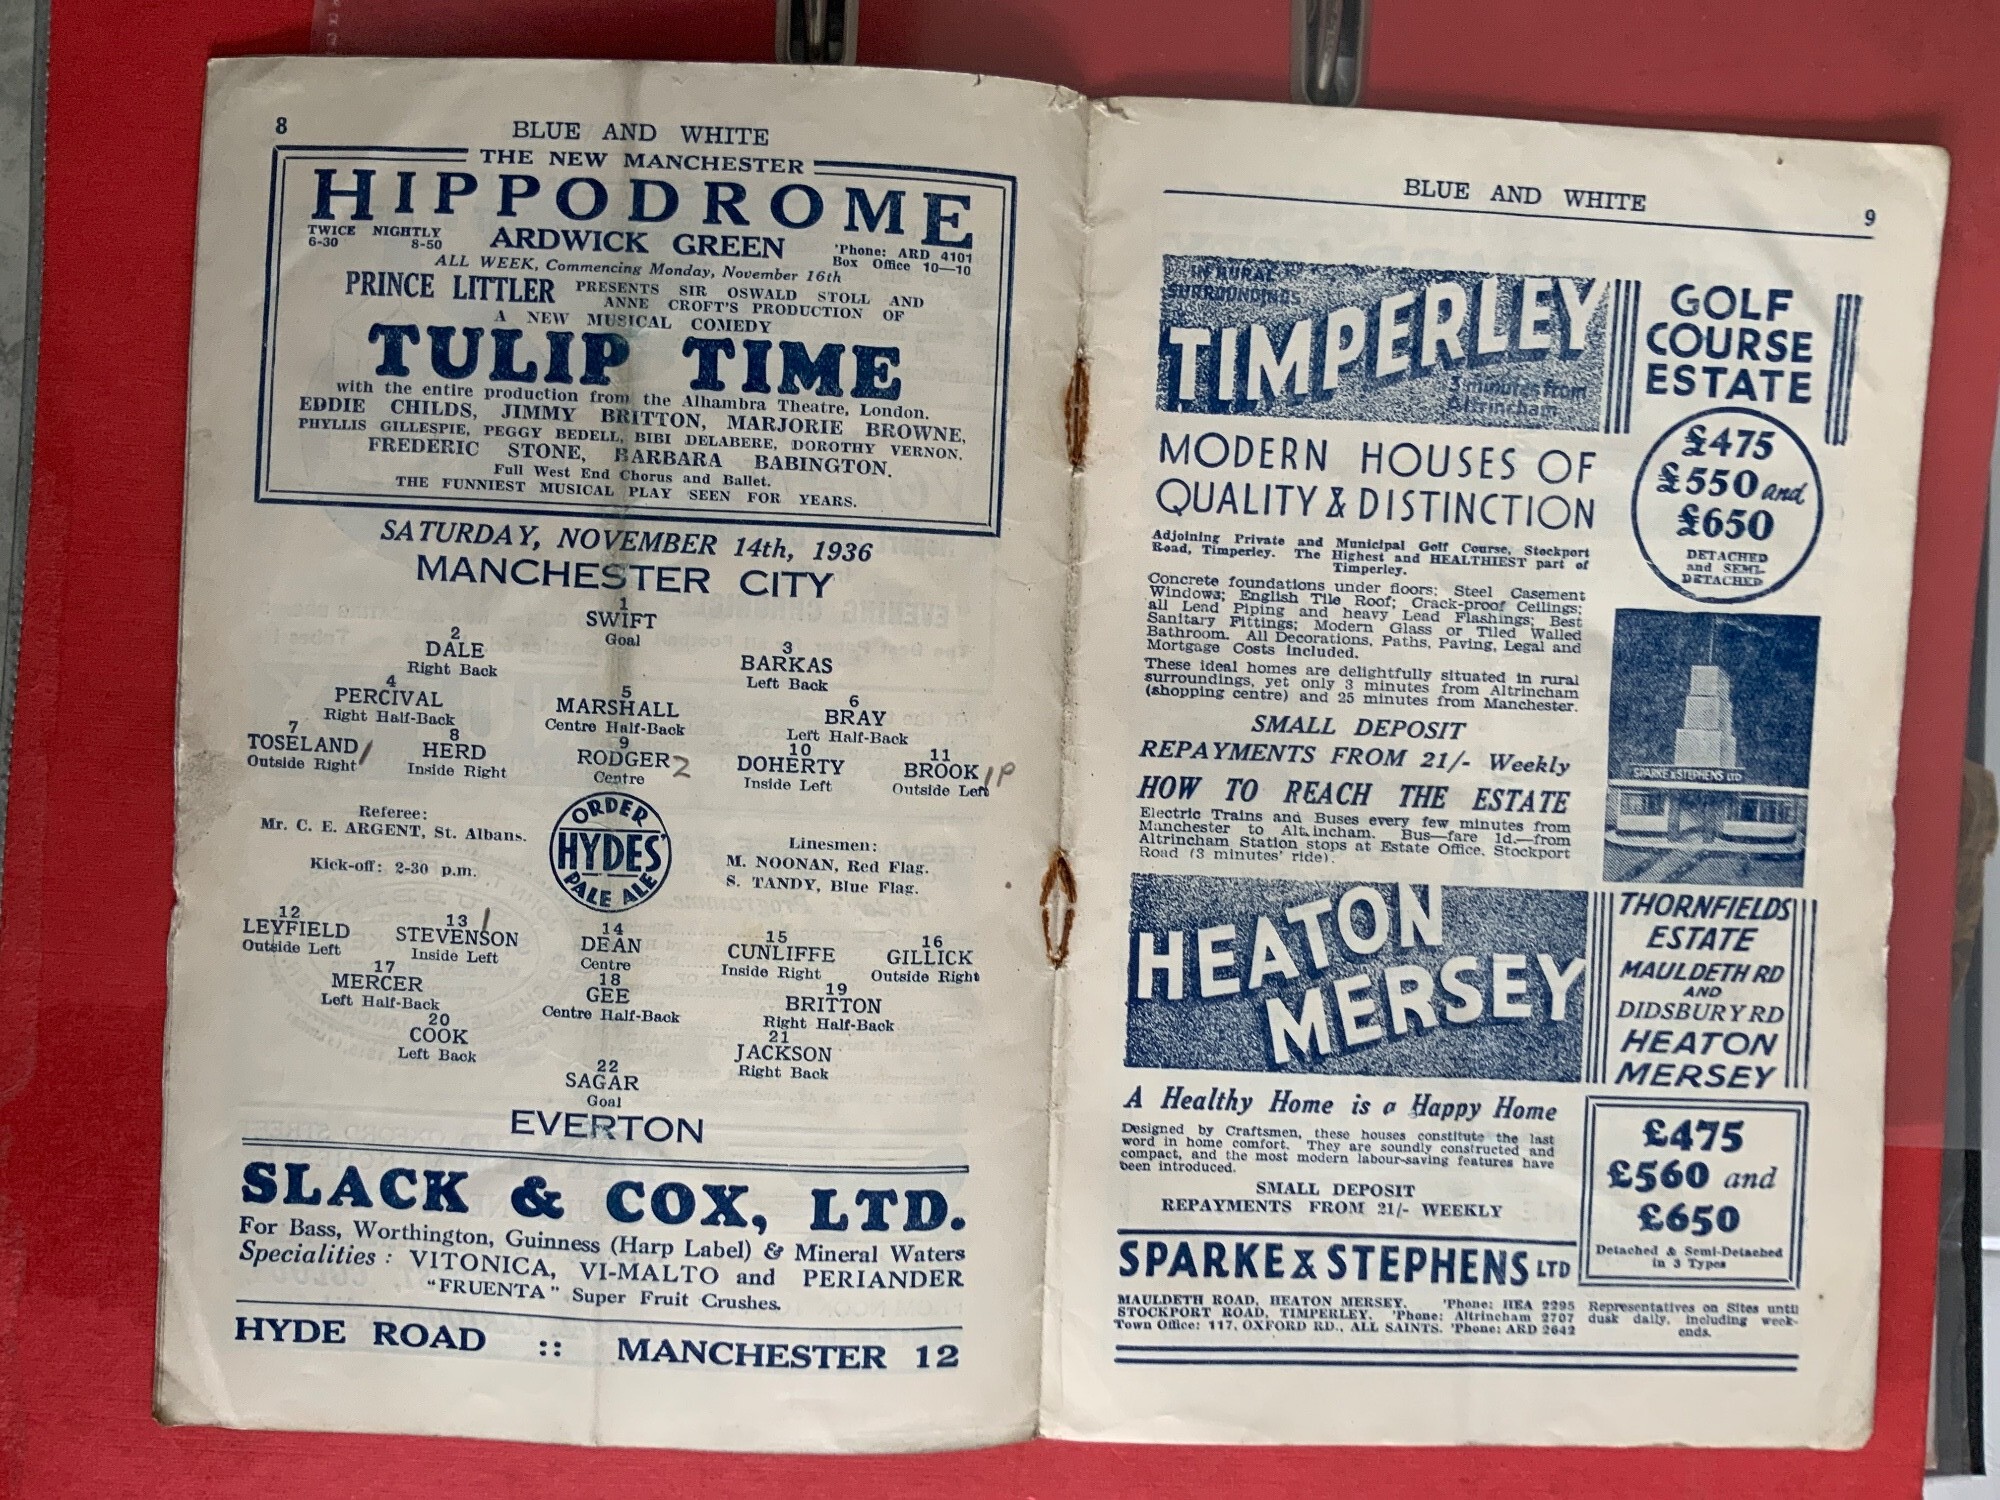 8
BLUE AND WHITE
THE NEW MANCHESTER
HIPPODROME
TWICE NIGHTLY
6-30 8-50
ARDWICK GREEN
'Phone: ARD 4101
Box Office 10—10
ALL WEEK, Commencing Monday, November 16th
PRINCE LITTLER PRESENTS SIR OSWALD STOLL AND
ANNE CROFT'S PRODUCTION OF
A NEW MUSICAL COMEDY
TULIP TIME
with the entire production from the Alhambra Theatre, London.
EDDIE CHILDS, JIMMY BRITTON, MARJORIE BROWNE,
PHYLLIS GILLESPIE, PEGGY BEDELL, BIBI DELABERE, DOROTHY VERNON.
FREDERIC STONE, BARBARA BABINGTON.
Full West End Chorus and Ballet.
THE FUNNIEST MUSICAL PLAY SEEN FOR YEARS.
SATURDAY, NOVEMBER 14th, 1936
MANCHESTER CITY
1
SWIFT
Goal
2 3
DALE BARKAS
Right Back Left Back
4 5 6
PERCIVAL MARSHALL BRAY
Right Half-Back Centre Half-Back Left Half-Back
7 8 9 10 11
TOSELAND / HERD RODGER 2 DOHERTY BROOK 1P
Outside Right Inside Right Centre Inside Left Outside Left
Referee:
Mr. C. E. ARGENT, St. Albans.
Kick-off: 2-30 p.m.
ORDER
HYDES'
PALE ALE
Linesmen:
M. NOONAN, Red Flag.
S. TANDY, Blue Flag.
12 13 / 14 15 16
LEYFIELD STEVENSON DEAN CUNLIFFE GILLICK
Outside Left Inside Left Centre Inside Right Outside Right
17 18 19
MERCER GEE BRITTON
Left Half-Back Centre Half-Back Right Half-Back
20 21
COOK JACKSON
Left Back Right Back
22
SAGAR
Goal
EVERTON
SLACK & COX, LTD.
For Bass, Worthington, Guinness (Harp Label) & Mineral Waters
Specialities : VITONICA, VI-MALTO and PERIANDER
"FRUENTA" Super Fruit Crushes.
HYDE ROAD :: MANCHESTER 12
BLUE AND WHITE
9
IN RURAL
SURROUNDINGS
TIMPERLEY
3 minutes from
Altrincham
GOLF
COURSE
ESTATE
£475
£550 and
£650
DETACHED
and SEMI-
DETACHED
MODERN HOUSES OF
QUALITY & DISTINCTION
Adjoining Private and Municipal Golf Course, Stockport
Road, Timperley. The Highest and HEALTHIEST part of
Timperley.
Concrete foundations under floors; Steel Casement
Windows; English Tile Roof; Crack-proof Ceilings;
all Lead Piping and heavy Lead Flashings; Best
Sanitary Fittings; Modern Glass or Tiled Walled
Bathroom. All Decorations, Paths, Paving, Legal and
Mortgage Costs Included.
These ideal homes are delightfully situated in rural
surroundings, yet only 3 minutes from Altrincham
(shopping centre) and 25 minutes from Manchester.
SMALL DEPOSIT
REPAYMENTS FROM 21/- Weekly
HOW TO REACH THE ESTATE
Electric Trains and Buses every few minutes from
Manchester to Alt.incham. Bus—fare 1d.—from
Altrincham Station stops at Estate Office, Stockport
Road (3 minutes' ride).
SPARKE & STEPHENS LTD
HEATON
MERSEY
THORNFIELDS
ESTATE
MAULDETH RD
AND
DIDSBURY RD
HEATON
MERSEY
A Healthy Home is a Happy Home
Designed by Craftsmen, these houses constitute the last
word in home comfort. They are soundly constructed and
compact, and the most modern labour-saving features have
been introduced.
SMALL DEPOSIT
REPAYMENTS FROM 21/- WEEKLY
£475
£560 and
£650
Detached & Semi-Detached
in 3 Types
SPARKE & STEPHENS LTD
MAULDETH ROAD, HEATON MERSEY. 'Phone: HEA 2295
STOCKPORT ROAD, TIMPERLEY. 'Phone: Altrincham 2707
Town Office: 117, OXFORD RD., ALL SAINTS. 'Phone: ARD 2642
Representatives on Sites until
dusk daily, including week-
ends.